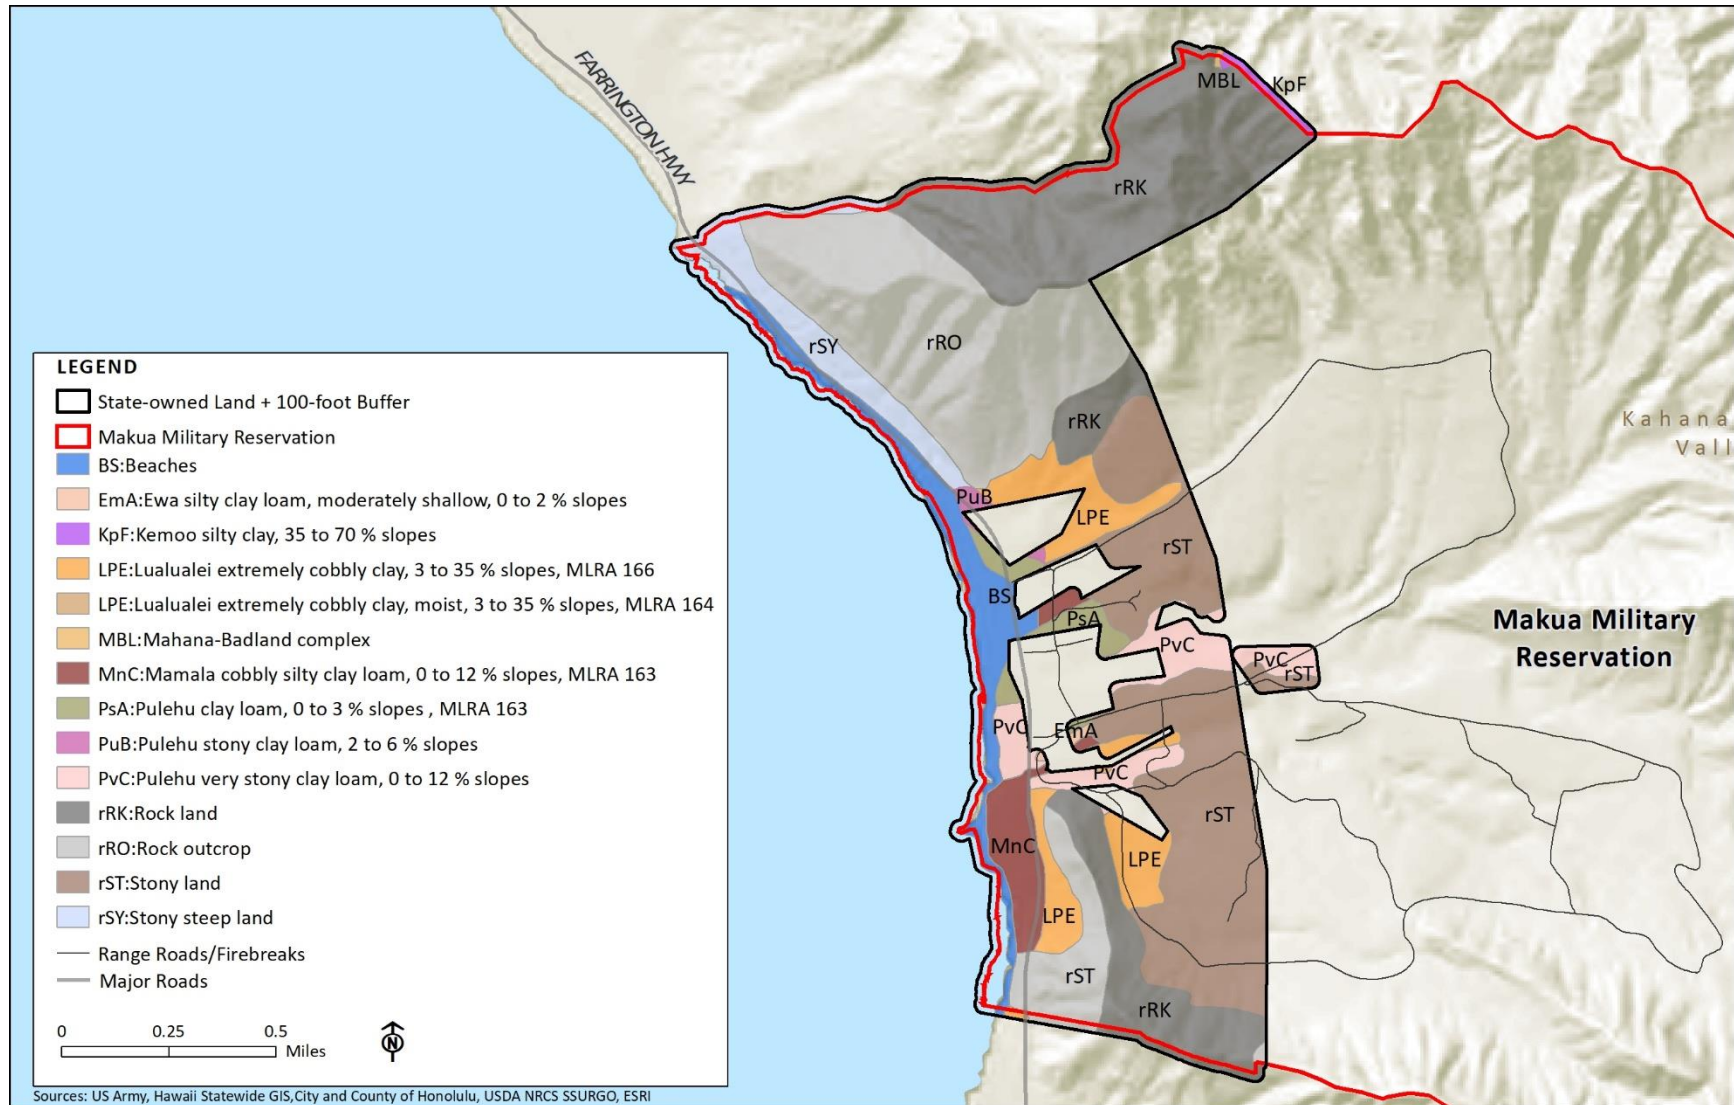 FARRINGTON HWY
MBL
KpF
rRK
rSY
rRO
rRK
Kahana
Vall
PuB
LPE
rST
BS
PsA
PvC
Makua Military
Reservation
PvC
rST
PvC
EmA
PvC
rST
MnC
LPE
LPE
rST
rRK
LEGEND
State-owned Land + 100-foot Buffer
Makua Military Reservation
BS:Beaches
EmA:Ewa silty clay loam, moderately shallow, 0 to 2 % slopes
KpF:Kemoo silty clay, 35 to 70 % slopes
LPE:Lualualei extremely cobbly clay, 3 to 35 % slopes, MLRA 166
LPE:Lualualei extremely cobbly clay, moist, 3 to 35 % slopes, MLRA 164
MBL:Mahana-Badland complex
MnC:Mamala cobbly silty clay loam, 0 to 12 % slopes, MLRA 163
PsA:Pulehu clay loam, 0 to 3 % slopes , MLRA 163
PuB:Pulehu stony clay loam, 2 to 6 % slopes
PvC:Pulehu very stony clay loam, 0 to 12 % slopes
rRK:Rock land
rRO:Rock outcrop
rST:Stony land
rSY:Stony steep land
Range Roads/Firebreaks
Major Roads
0 0.25 0.5
Miles
N
Sources: US Army, Hawaii Statewide GIS,City and County of Honolulu, USDA NRCS SSURGO, ESRI